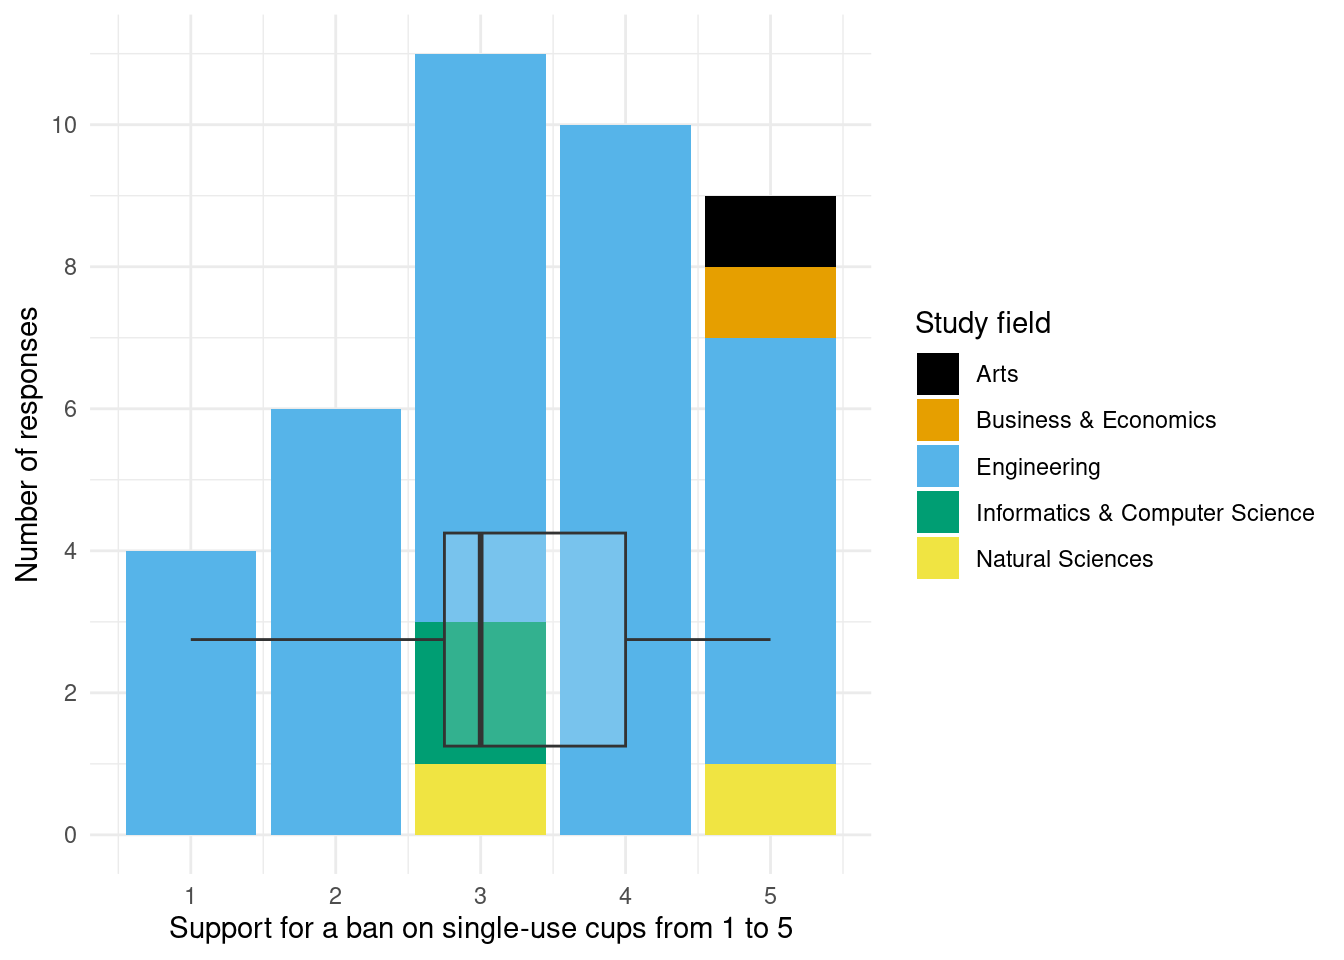 10
8
6
4
2
0
Number of responses
1 2 3 4 5
Support for a ban on single-use cups from 1 to 5
Study field
Arts
Business & Economics
Engineering
Informatics & Computer Science
Natural Sciences